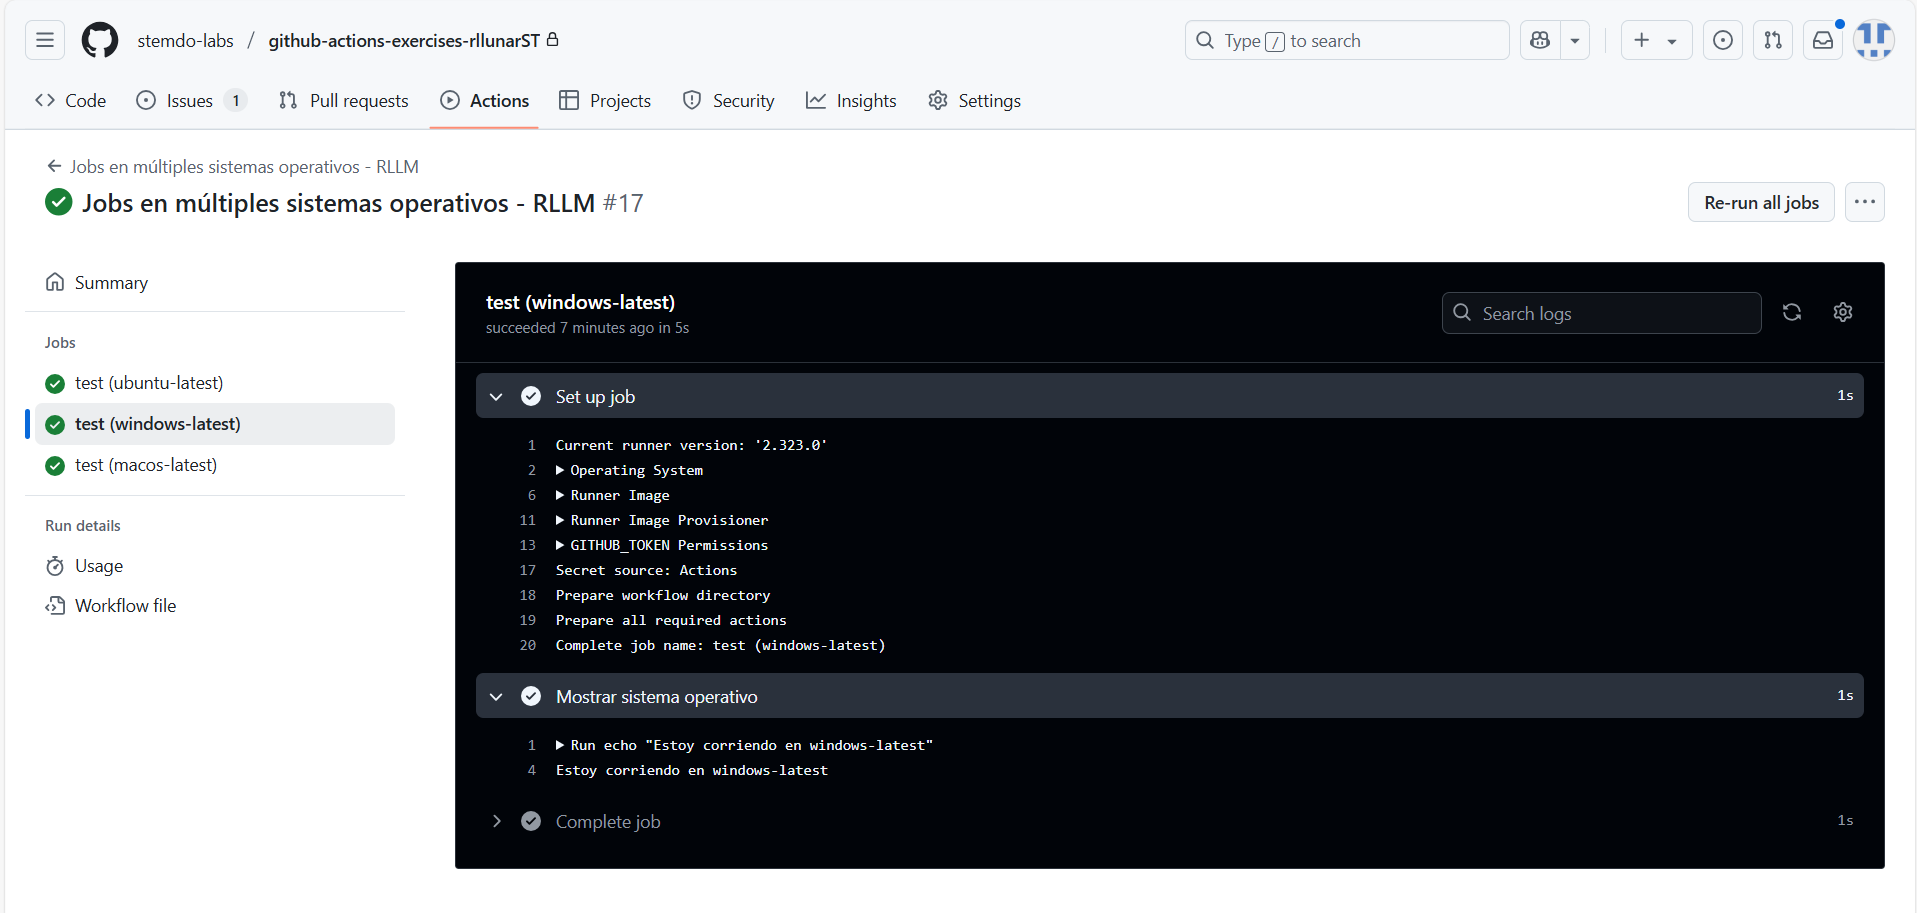 stemdo-labs / github-actions-exercises-rllunarST
Type / to search
Code
Issues 1
Pull requests
Actions
Projects
Security
Insights
Settings
Jobs en múltiples sistemas operativos - RLLM
Jobs en múltiples sistemas operativos - RLLM #17
Re-run all jobs
Summary
Jobs
test (ubuntu-latest)
test (windows-latest)
test (macos-latest)
Run details
Usage
Workflow file
test (windows-latest)
succeeded 7 minutes ago in 5s
Search logs
Set up job 1s
1 Current runner version: '2.323.0'
2 Operating System
6 Runner Image
11 Runner Image Provisioner
13 GITHUB_TOKEN Permissions
17 Secret source: Actions
18 Prepare workflow directory
19 Prepare all required actions
20 Complete job name: test (windows-latest)
Mostrar sistema operativo 1s
1 Run echo "Estoy corriendo en windows-latest"
4 Estoy corriendo en windows-latest
Complete job 1s